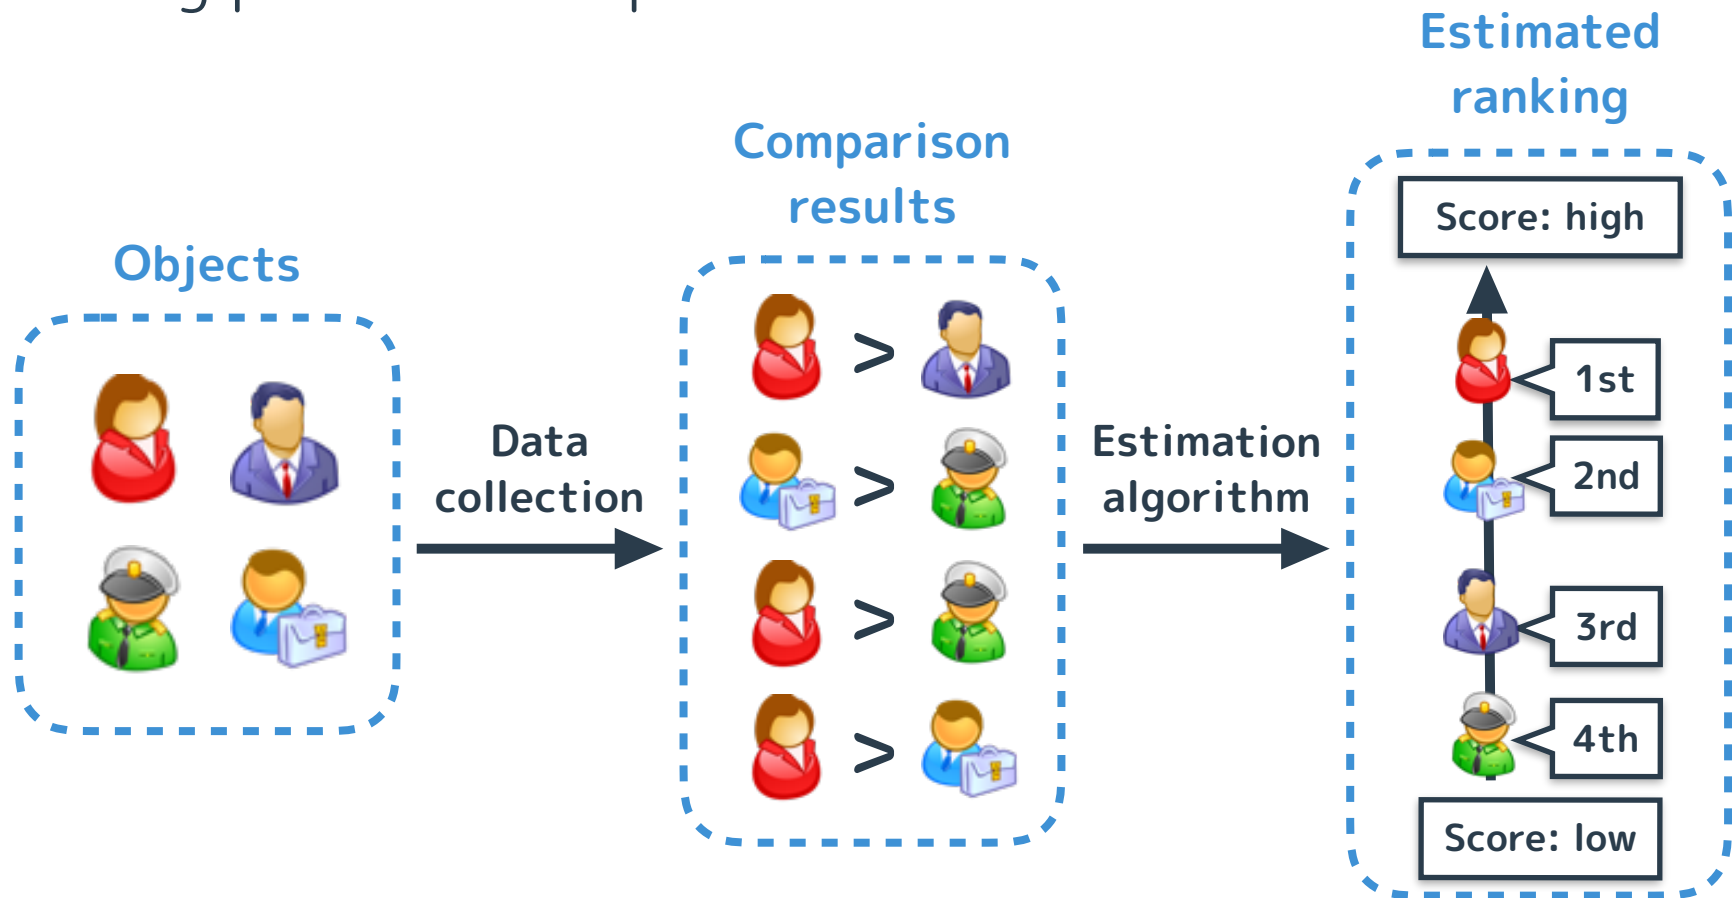 Objects
Data
collection
Comparison
results
>
>
>
>
Estimation
algorithm
Estimated
ranking
Score: high
1st
2nd
3rd
4th
Score: low